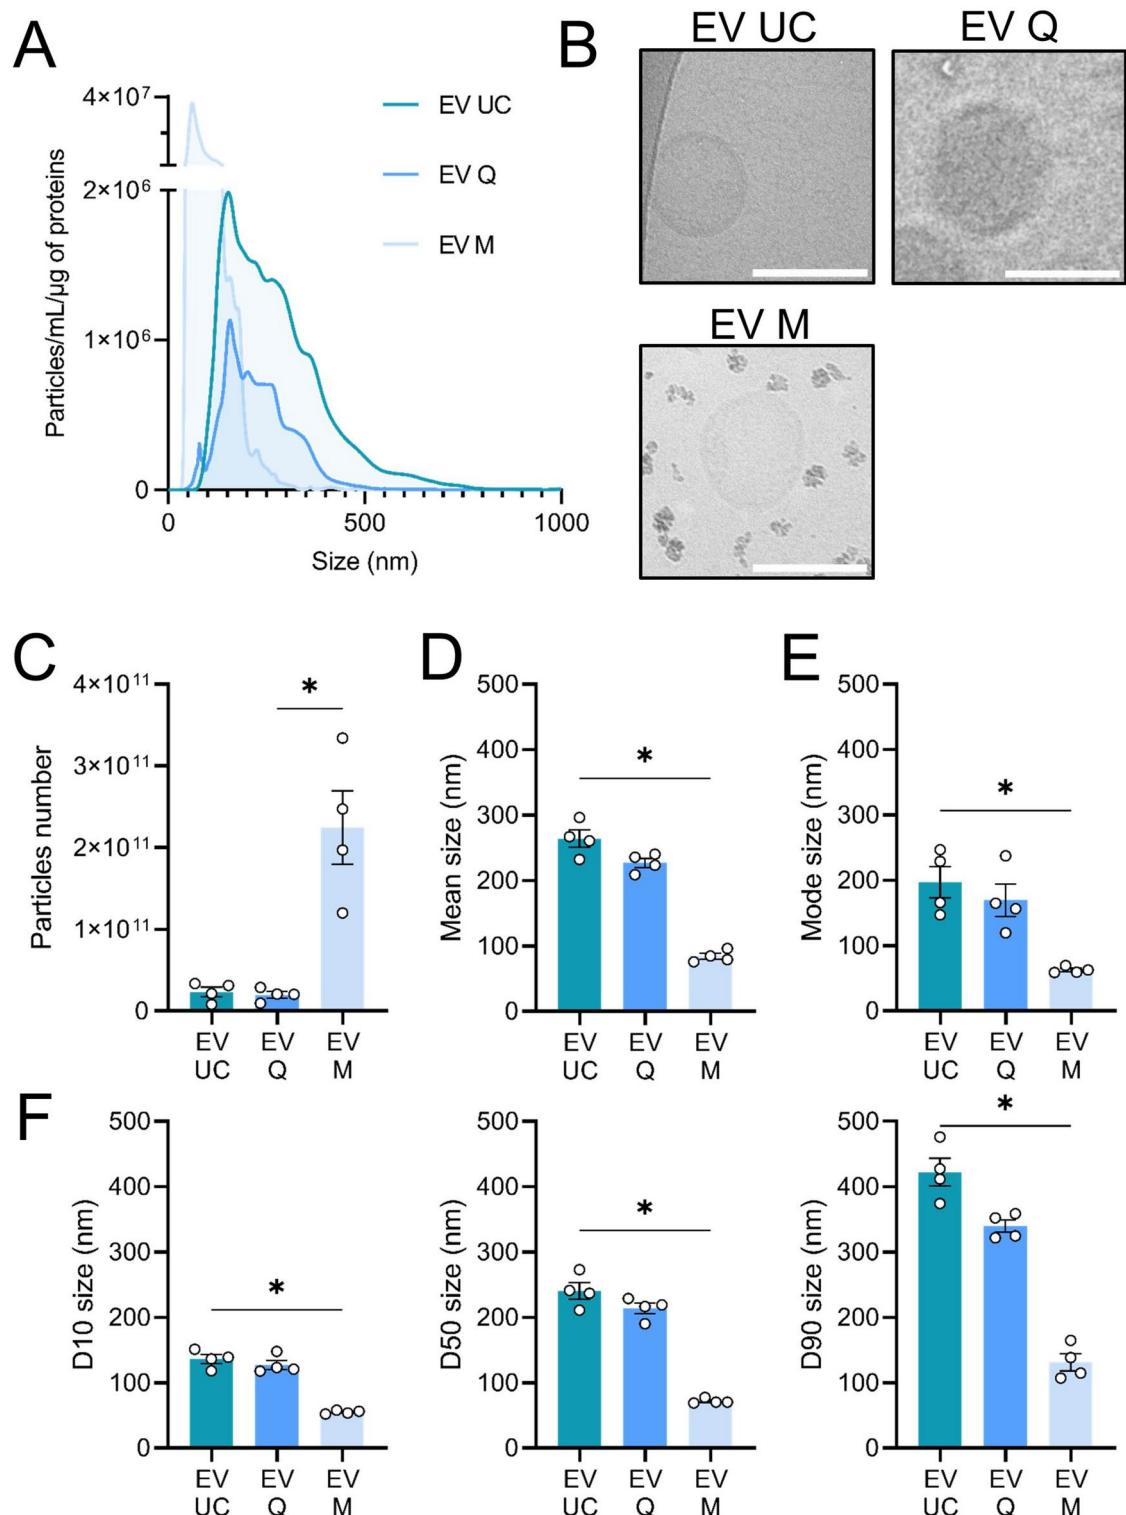 A
4×10⁷
2×10⁶
1×10⁶
0
Particles/mL/µg of proteins
0
500
1000
Size (nm)
EV UC
EV Q
EV M
B
EV UC
EV Q
EV M
C
4×10¹¹
3×10¹¹
2×10¹¹
1×10¹¹
0
Particles number
*
EV
UC
EV
Q
EV
M
D
500
400
300
200
100
0
Mean size (nm)
*
EV
UC
EV
Q
EV
M
E
500
400
300
200
100
0
Mode size (nm)
*
EV
UC
EV
Q
EV
M
F
500
400
300
200
100
0
D10 size (nm)
*
EV
UC
EV
Q
EV
M
500
400
300
200
100
0
D50 size (nm)
*
EV
UC
EV
Q
EV
M
500
400
300
200
100
0
D90 size (nm)
*
EV
UC
EV
Q
EV
M